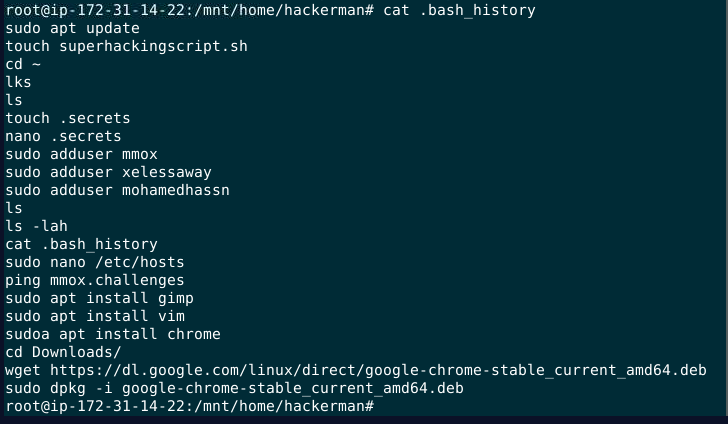 root@ip-172-31-14-22:/mnt/home/hackerman# cat .bash_history
sudo apt update
touch superhackingscript.sh
cd ~
lks
ls
touch .secrets
nano .secrets
sudo adduser mmox
sudo adduser xelessaway
sudo adduser mohamedhassn
ls
ls -lah
cat .bash_history
sudo nano /etc/hosts
ping mmox.challenges
sudo apt install gimp
sudo apt install vim
sudoa apt install chrome
cd Downloads/
wget https://dl.google.com/linux/direct/google-chrome-stable_current_amd64.deb
sudo dpkg -i google-chrome-stable_current_amd64.deb
root@ip-172-31-14-22:/mnt/home/hackerman#